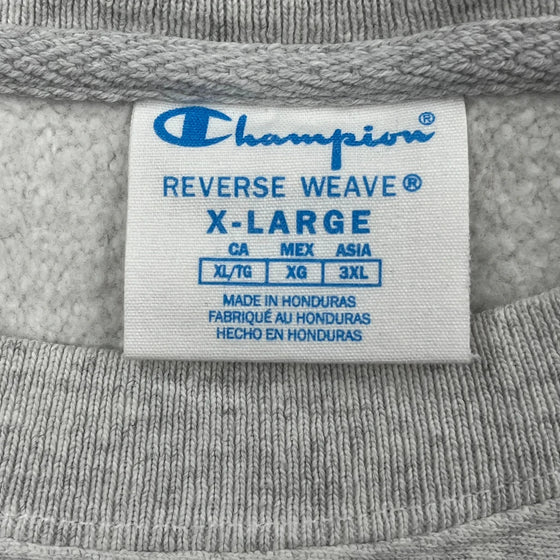 Champion®
REVERSE WEAVE®
X-LARGE
CA MEX ASIA
XL/TG XG 3XL
MADE IN HONDURAS
FABRIQUÉ AU HONDURAS
HECHO EN HONDURAS